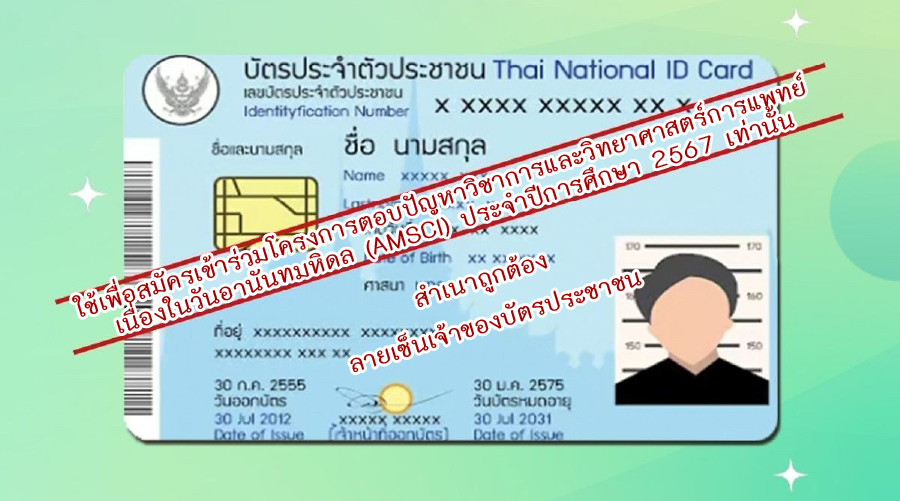 บัตรประจำตัวประชาชน Thai National ID Card
เลขบัตรประจำตัวประชาชน
Identityfication Number X XXXX XXXXX XX X
ชื่อและนามสกุล ชื่อ นามสกุล
Name xxxxx
ใช้เพื่อสมัครเข้าร่วมโครงการตอบปัญหาวิชาการและวิทยาศาสตร์การแพทย์
เนื่องในวันอานันทมหิดล (AMSCI) ประจำปีการศึกษา 2567 เท่านั้น
xxxx
of Birth xx
ศาสนา
สำเนาถูกต้อง
ลายเซ็นเจ้าของบัตรประชาชน
170 170
160
150 150
ที่อยู่ xxxxxxxxxx
xxxxxxxx xxx xx
30 ก.ค. 2555
วันออกบัตร
30 Jul 2012
Date of Issue
xxxxx xxxxx
(เจ้าหน้าที่ออกบัตร)
30 ม.ค. 2575
วันบัตรหมดอายุ
30 Jul 2031
Date of Issue